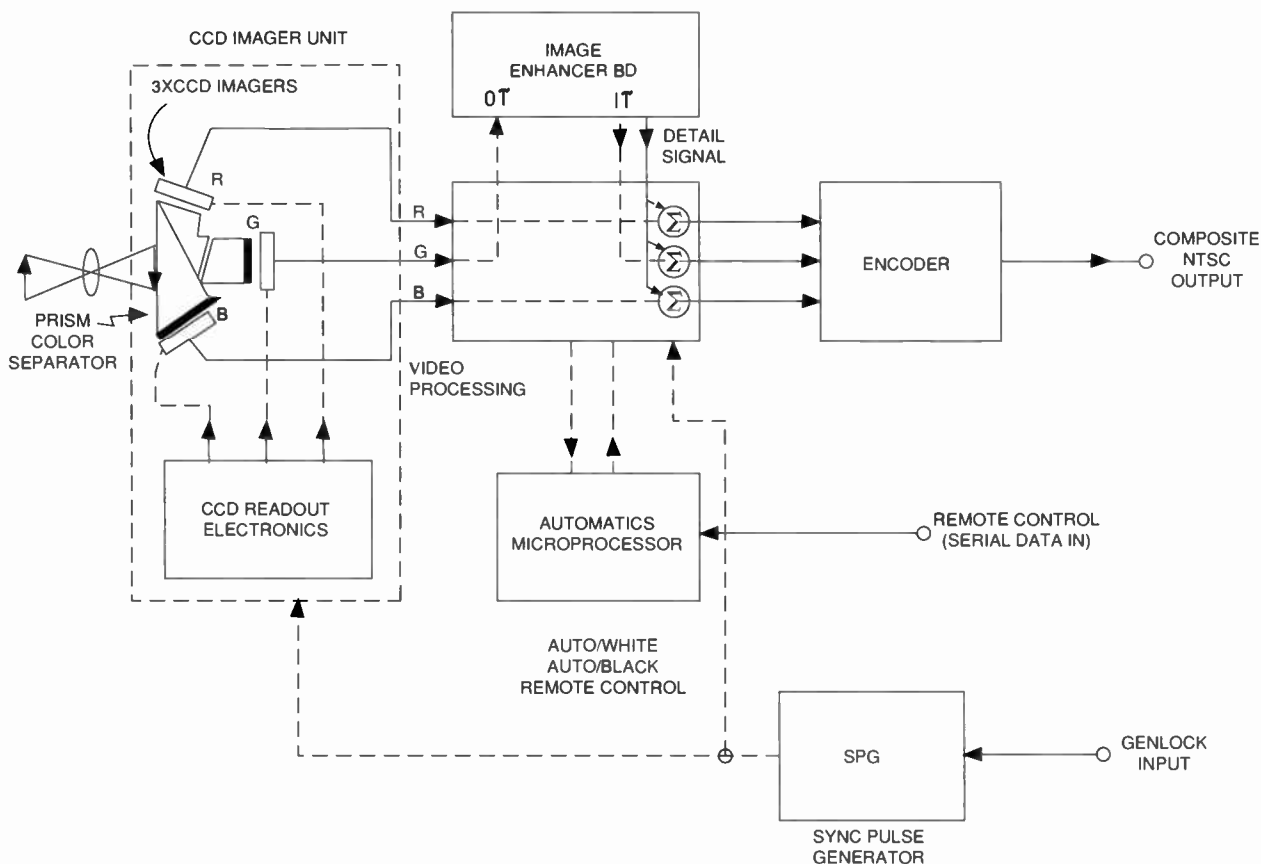 CCD IMAGER UNIT
3XCCD IMAGERS
IMAGE
ENHANCER BD
0τ
1τ
DETAIL
SIGNAL
R
G
B
PRISM
COLOR
SEPARATOR
R
G
B
VIDEO
PROCESSING
Σ
Σ
Σ
ENCODER
COMPOSITE
NTSC
OUTPUT
CCD READOUT
ELECTRONICS
AUTOMATICS
MICROPROCESSOR
REMOTE CONTROL
(SERIAL DATA IN)
AUTO/WHITE
AUTO/BLACK
REMOTE CONTROL
SPG
GENLOCK
INPUT
SYNC PULSE
GENERATOR